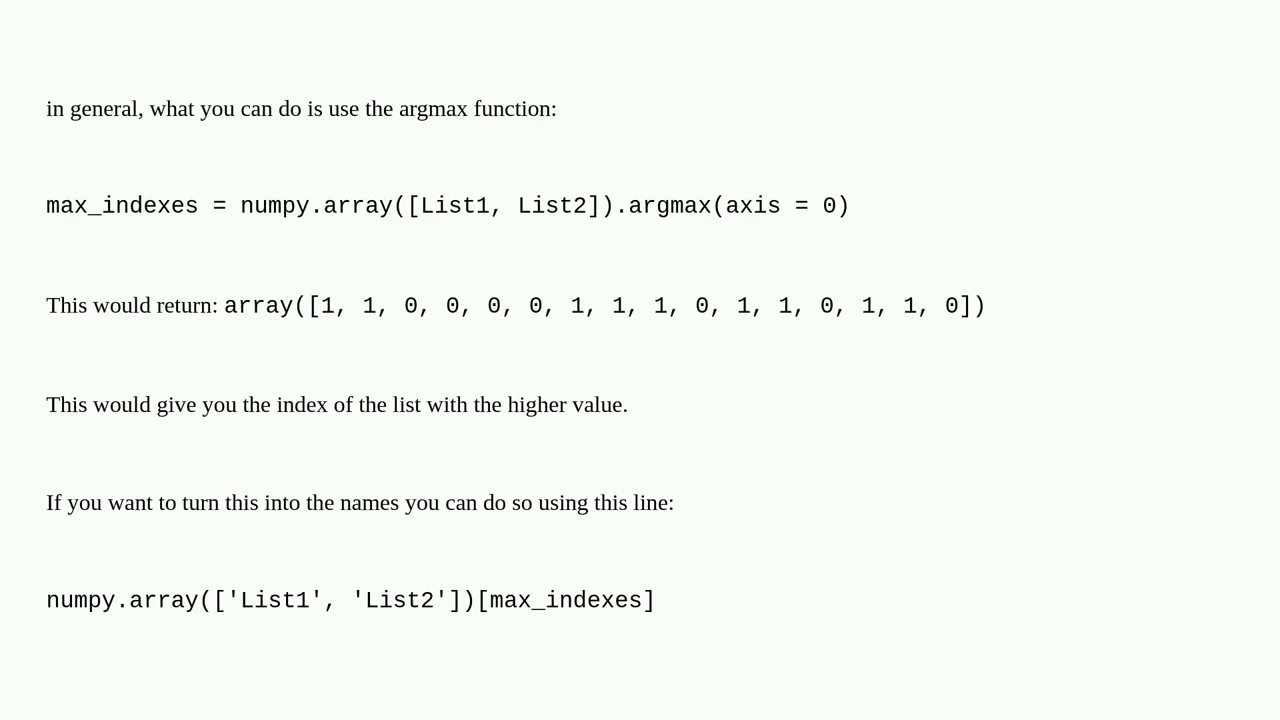 in general, what you can do is use the argmax function:
max_indexes = numpy.array([List1, List2]).argmax(axis = 0)
This would return: array([1, 1, 0, 0, 0, 0, 1, 1, 1, 0, 1, 1, 0, 1, 1, 0])
This would give you the index of the list with the higher value.
If you want to turn this into the names you can do so using this line:
numpy.array(['List1', 'List2'])[max_indexes]